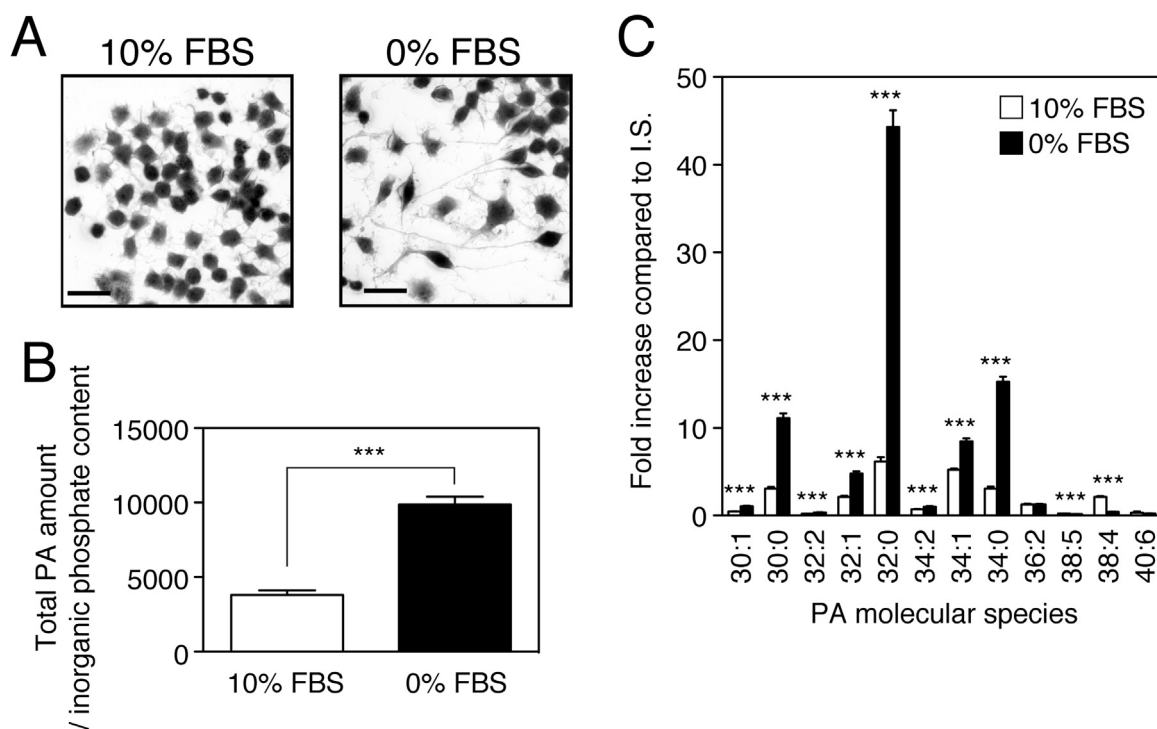 A
10% FBS
0% FBS
B
Total PA amount
/ inorganic phosphate content
15000
10000
5000
0
***
10% FBS
0% FBS
C
Fold increase compared to I.S.
50
40
30
20
10
0
10% FBS
0% FBS
***
***
***
***
***
***
***
***
***
***
30:1
30:0
32:2
32:1
32:0
34:2
34:1
34:0
36:2
38:5
38:4
40:6
PA molecular species